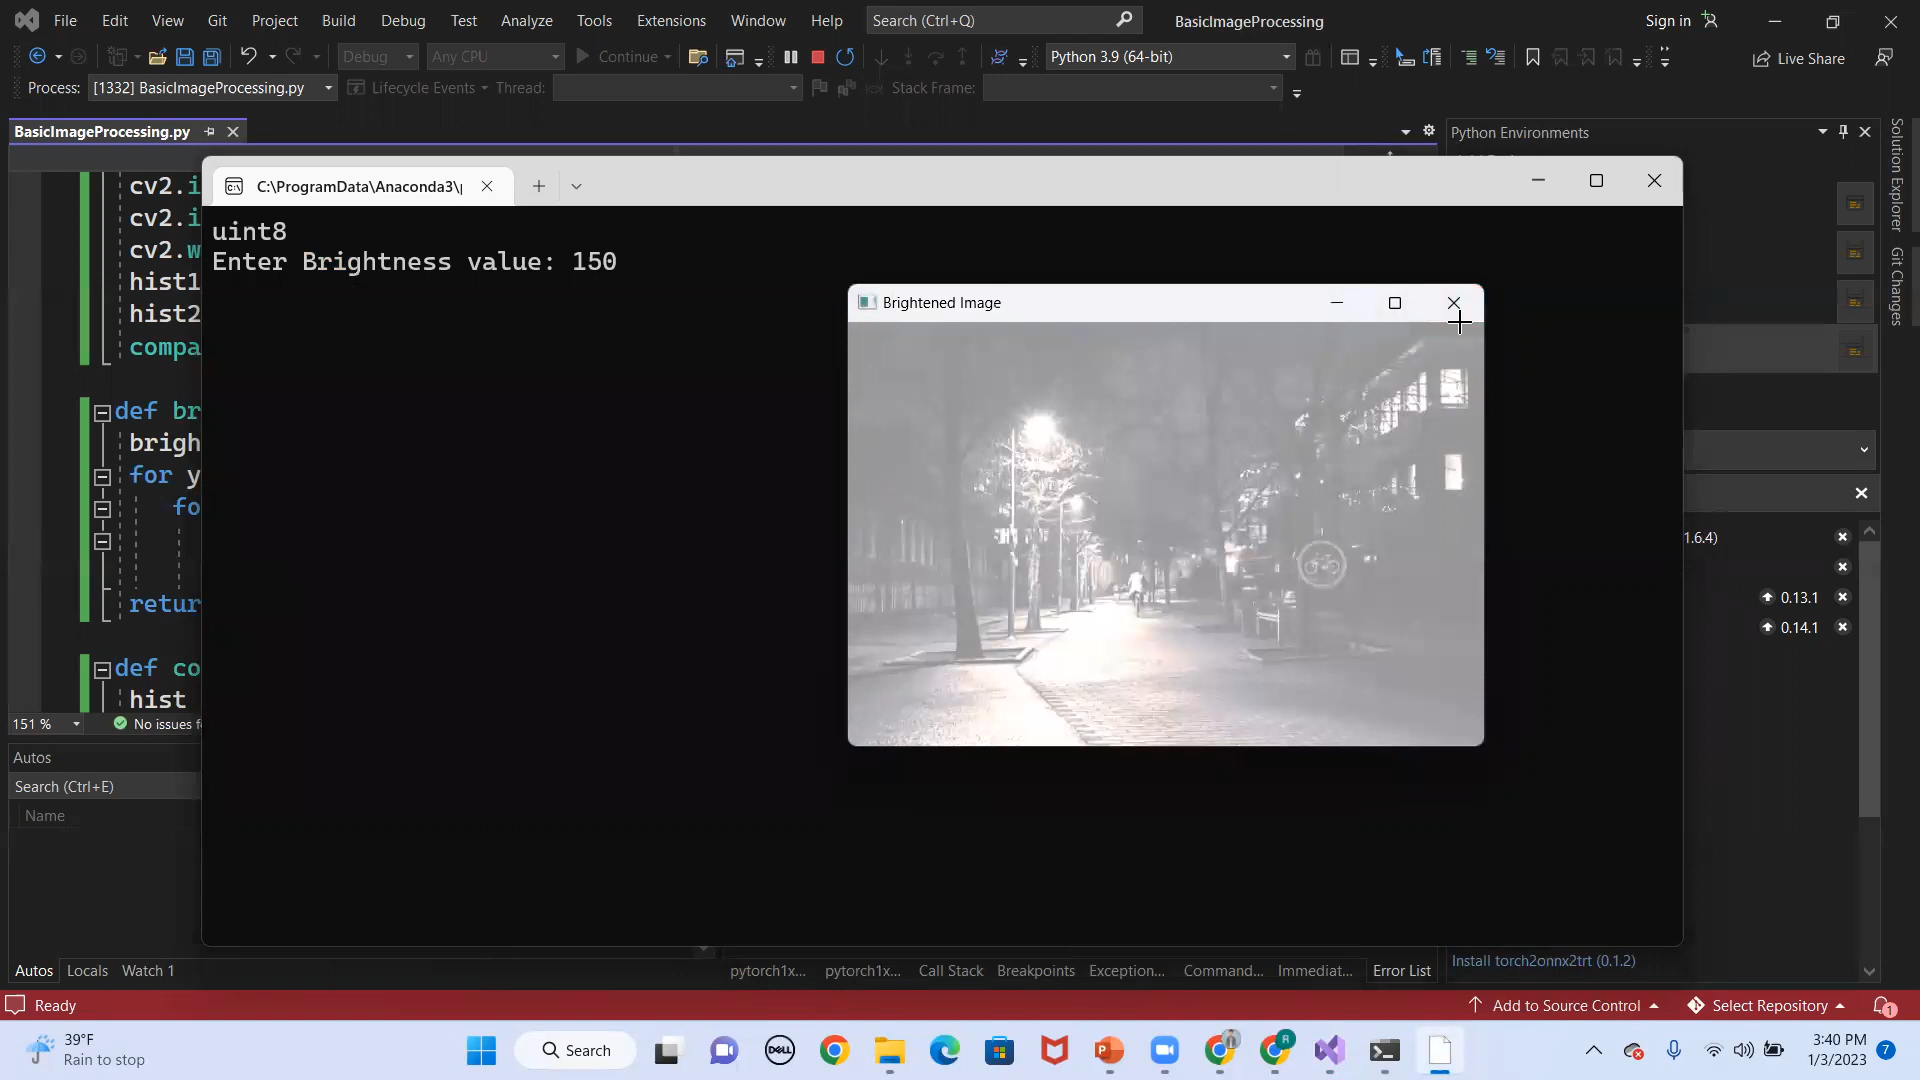 File Edit View Git Project Build Debug Test Analyze Tools Extensions Window Help Search (Ctrl+Q) BasicImageProcessing Sign in
Debug Any CPU Continue Python 3.9 (64-bit) Live Share
Process: [1332] BasicImageProcessing.py Lifecycle Events Thread: Stack Frame:
BasicImageProcessing.py Python Environments
Solution Explorer
Git Changes
C:\ProgramData\Anaconda3\
cv2.i
cv2.i
cv2.w
hist1
hist2
compa
def br
brigh
for y
fo
retur
def co
hist
uint8
Enter Brightness value: 150
Brightened Image
1.6.4)
0.13.1
0.14.1
151 % No issues f
Autos
Search (Ctrl+E)
Name
Autos Locals Watch 1
pytorch1x... pytorch1x... Call Stack Breakpoints Exception... Command... Immediat... Error List
Install torch2onnx2trt (0.1.2)
Ready Add to Source Control Select Repository 1
39°F
Rain to stop
Search
DELL
3:40 PM
1/3/2023
7